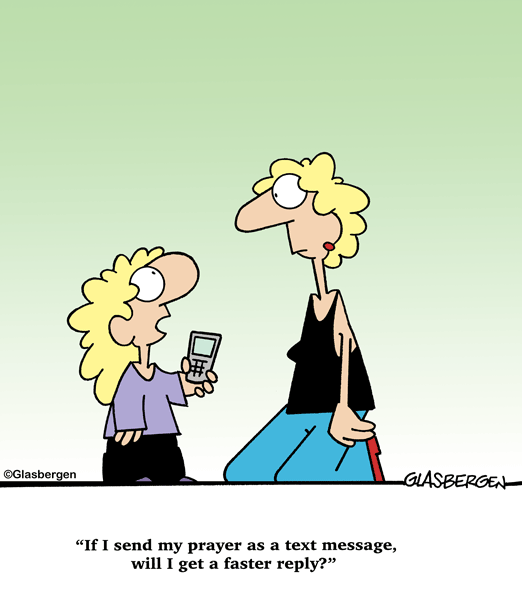 ©Glasbergen
GLASBERGEN
“If I send my prayer as a text message,
will I get a faster reply?”